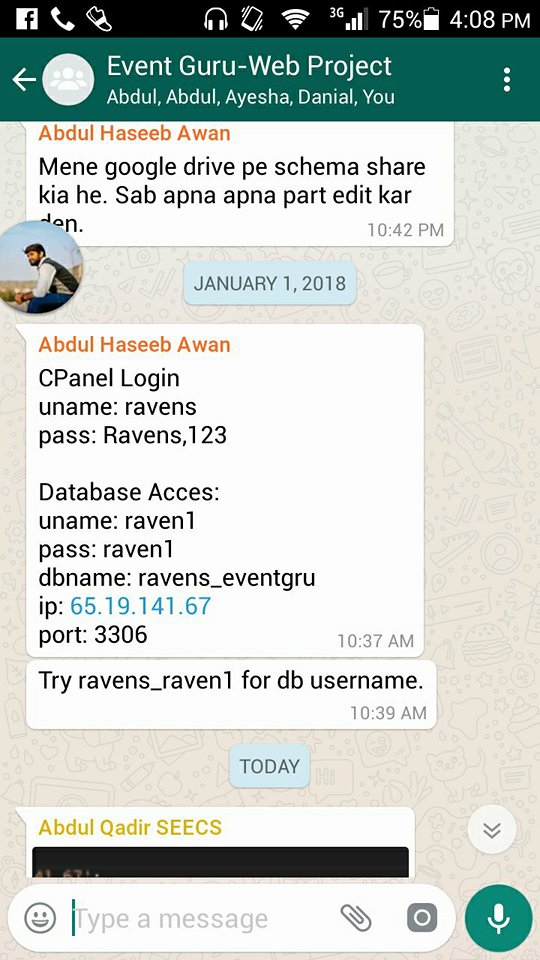 3G 75% 4:08 PM
Event Guru-Web Project
Abdul, Abdul, Ayesha, Danial, You
Abdul Haseeb Awan
Mene google drive pe schema share
kia he. Sab apna apna part edit kar
den.
10:42 PM
JANUARY 1, 2018
Abdul Haseeb Awan
CPanel Login
uname: ravens
pass: Ravens,123
Database Acces:
uname: raven1
pass: raven1
dbname: ravens_eventgru
ip: 65.19.141.67
port: 3306
10:37 AM
Try ravens_raven1 for db username.
10:39 AM
TODAY
Abdul Qadir SEECS
Type a message